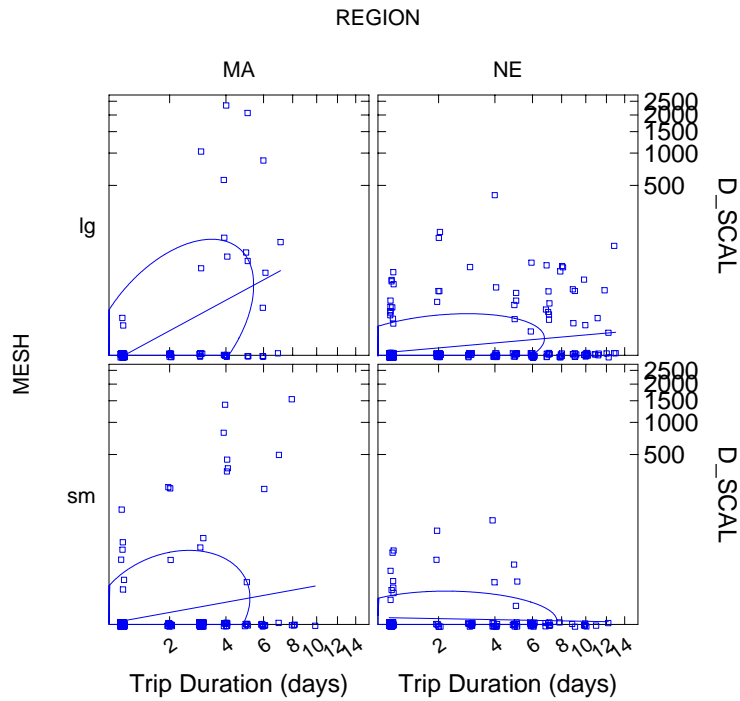 REGION
MA NE
lg
2500
2000
1500
1000
500
D_SCAL
MESH
sm
2500
2000
1500
1000
500
D_SCAL
2 4 6 8 10 12 14 2 4 6 8 10 12 14
Trip Duration (days) Trip Duration (days)